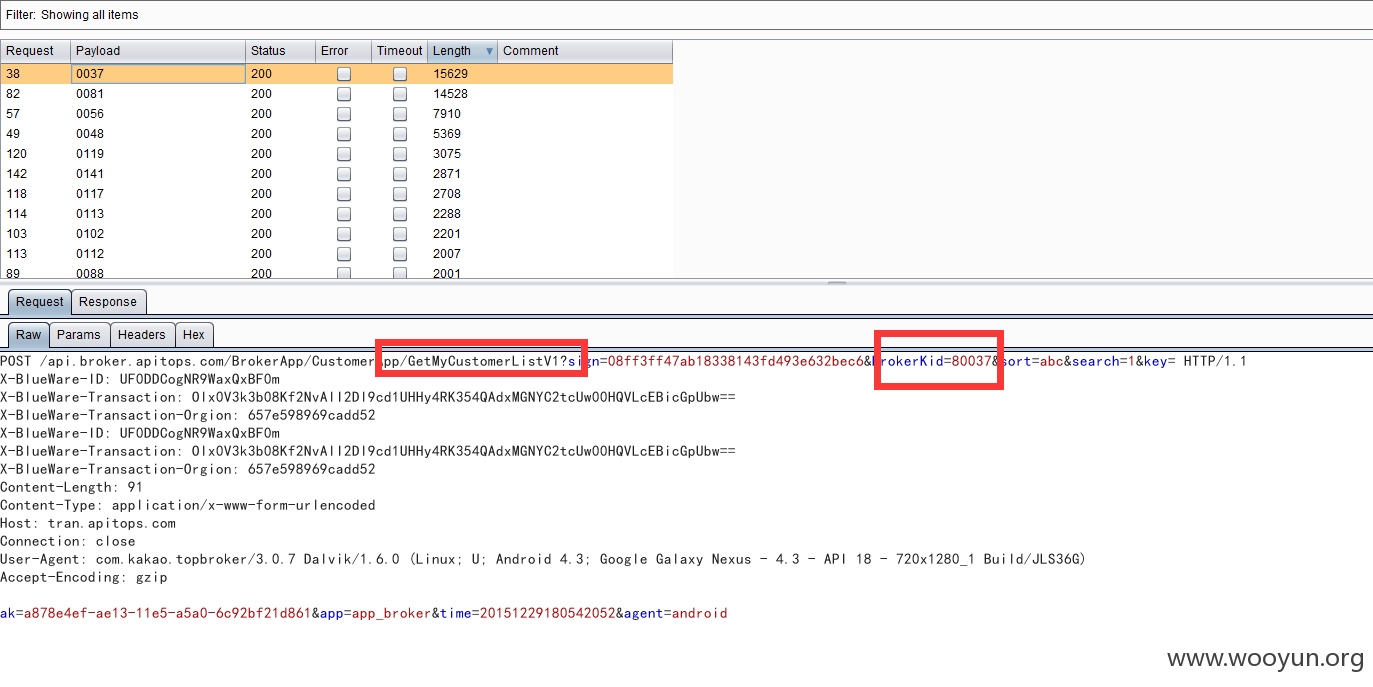 Filter: Showing all items
Request Payload Status Error Timeout Length Comment
38 0037 200 15629
82 0081 200 14528
57 0056 200 7910
49 0048 200 5369
120 0119 200 3075
142 0141 200 2871
118 0117 200 2708
114 0113 200 2288
103 0102 200 2201
113 0112 200 2007
89 0088 200 2001
Request Response
Raw Params Headers Hex
POST /api.broker.apitops.com/BrokerApp/CustomerApp/GetMyCustomerListV1?sign=08ff3ff47ab18338143fd493e632bec6&brokerKid=80037&sort=abc&search=1&key= HTTP/1.1
X-BlueWare-ID: UFODDCogNR9WaxQxBF0m
X-BlueWare-Transaction: OlxOV3k3b08Kf2NvAll2Dl9cd1UHHy4RK354QAdxMGNYC2tcUwO0HQVLcEBicGpUbw==
X-BlueWare-Transaction-Orgion: 657e598969cadd52
X-BlueWare-ID: UFODDCogNR9WaxQxBF0m
X-BlueWare-Transaction: OlxOV3k3b08Kf2NvAll2Dl9cd1UHHy4RK354QAdxMGNYC2tcUwO0HQVLcEBicGpUbw==
X-BlueWare-Transaction-Orgion: 657e598969cadd52
Content-Length: 91
Content-Type: application/x-www-form-urlencoded
Host: tran.apitops.com
Connection: close
User-Agent: com.kakao.topbroker/3.0.7 Dalvik/1.6.0 (Linux; U; Android 4.3; Google Galaxy Nexus - 4.3 - API 18 - 720x1280_1 Build/JLS36G)
Accept-Encoding: gzip
ak=a878e4ef-ae13-11e5-a5a0-6c92bf21d861&app=app_broker&time=20151229180542052&agent=android
www.wooyun.org